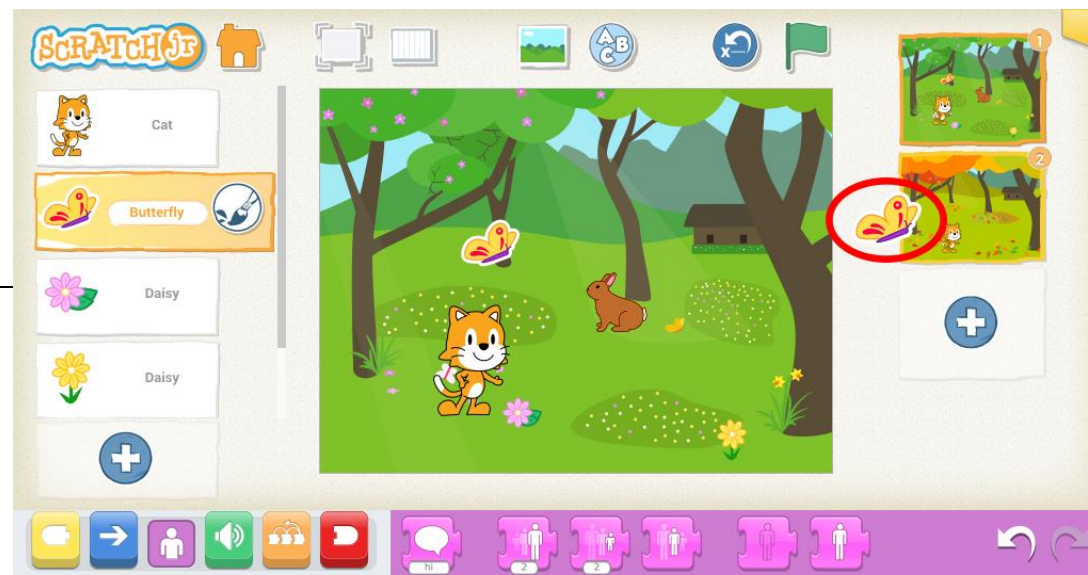 SCRATCH Jr
A B C
x
1
Cat
2
Butterfly
Daisy
Daisy
hi
2
2